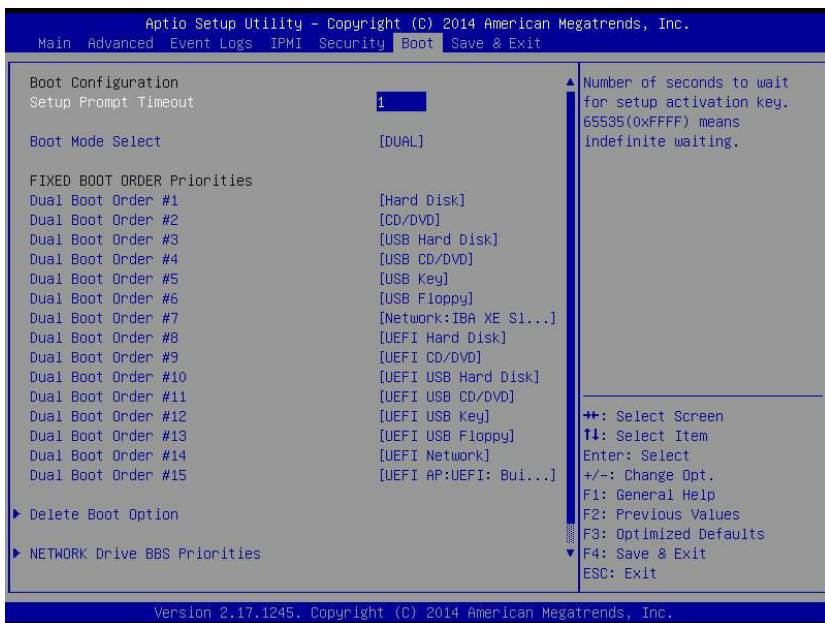 Aptio Setup Utility - Copyright (C) 2014 American Megatrends, Inc.
Main Advanced Event Logs IPMI Security Boot Save & Exit
Boot Configuration
Setup Prompt Timeout 1
Boot Mode Select [DUAL]
FIXED BOOT ORDER Priorities
Dual Boot Order #1 [Hard Disk]
Dual Boot Order #2 [CD/DVD]
Dual Boot Order #3 [USB Hard Disk]
Dual Boot Order #4 [USB CD/DVD]
Dual Boot Order #5 [USB Key]
Dual Boot Order #6 [USB Floppy]
Dual Boot Order #7 [Network:IBA XE Sl...]
Dual Boot Order #8 [UEFI Hard Disk]
Dual Boot Order #9 [UEFI CD/DVD]
Dual Boot Order #10 [UEFI USB Hard Disk]
Dual Boot Order #11 [UEFI USB CD/DVD]
Dual Boot Order #12 [UEFI USB Key]
Dual Boot Order #13 [UEFI USB Floppy]
Dual Boot Order #14 [UEFI Network]
Dual Boot Order #15 [UEFI AP:UEFI: Bui...]
Delete Boot Option
NETWORK Drive BBS Priorities
Number of seconds to wait
for setup activation key.
65535(0xFFFF) means
indefinite waiting.
→←: Select Screen
↑↓: Select Item
Enter: Select
+/-: Change Opt.
F1: General Help
F2: Previous Values
F3: Optimized Defaults
F4: Save & Exit
ESC: Exit
Version 2.17.1245. Copyright (C) 2014 American Megatrends, Inc.